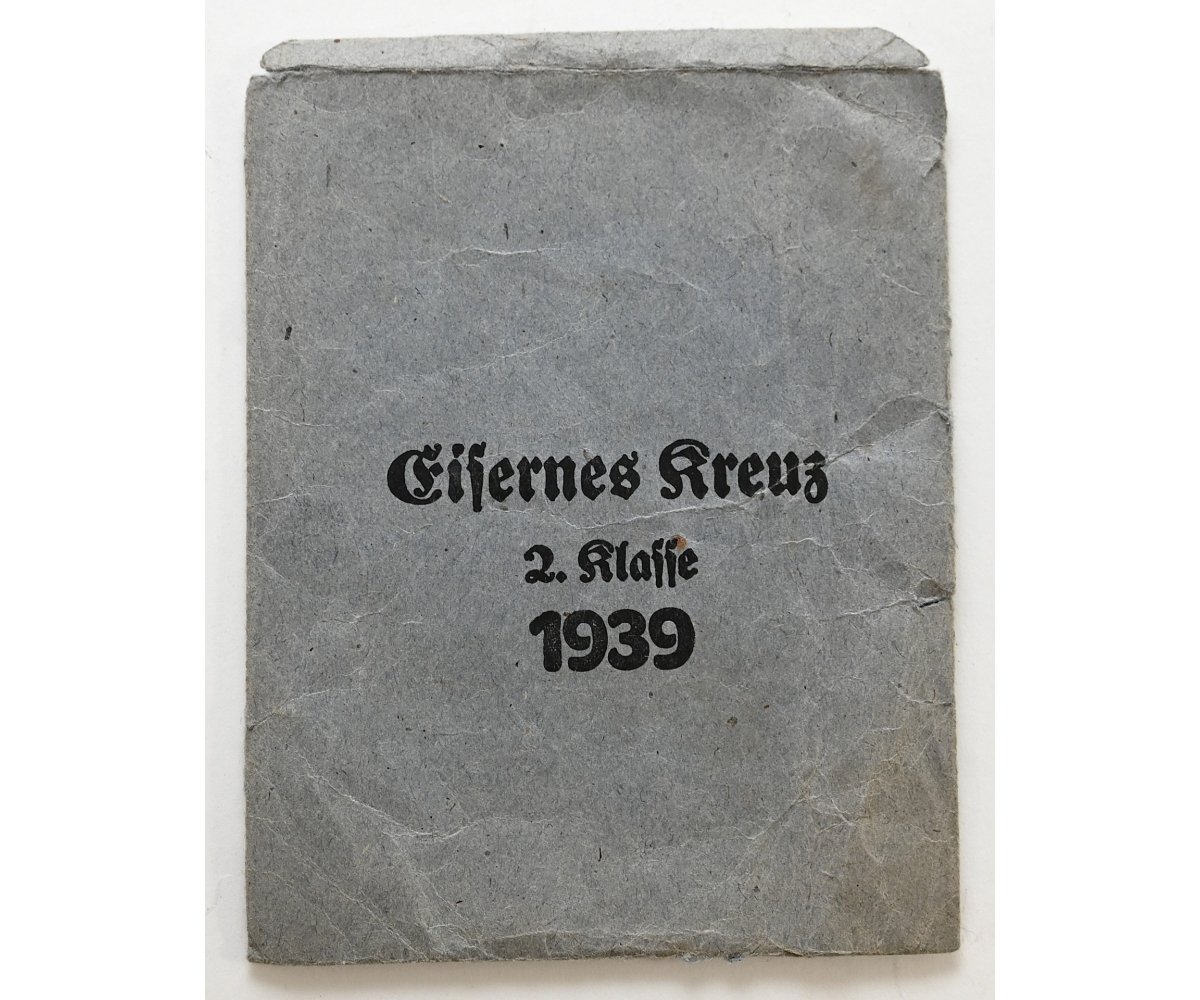 Eiſernes Kreuz
2. Klaſſe
1939